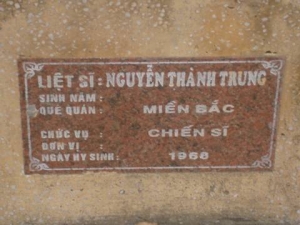 LIỆT SĨ : NGUYỄN THÀNH TRUNG
SINH NĂM :
QUÊ QUÁN : MIỀN BẮC
CHỨC VỤ : CHIẾN SĨ
ĐƠN VỊ :
NGÀY HY SINH : 1968